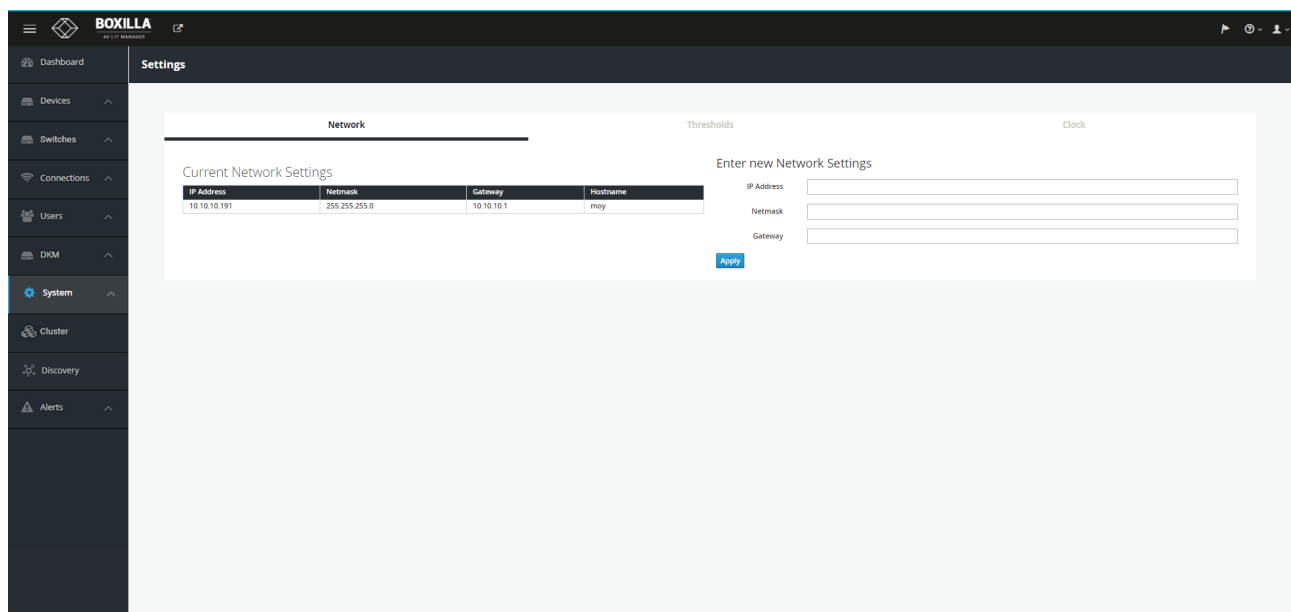 BOXILLA
AV | IT MANAGER
Dashboard
Settings
Devices
Switches
Connections
Users
DKM
System
Cluster
Discovery
Alerts
Network
Thresholds
Clock
Current Network Settings
IP Address Netmask Gateway Hostname
10.10.10.191 255.255.255.0 10.10.10.1 moy
Enter new Network Settings
IP Address
Netmask
Gateway
Apply